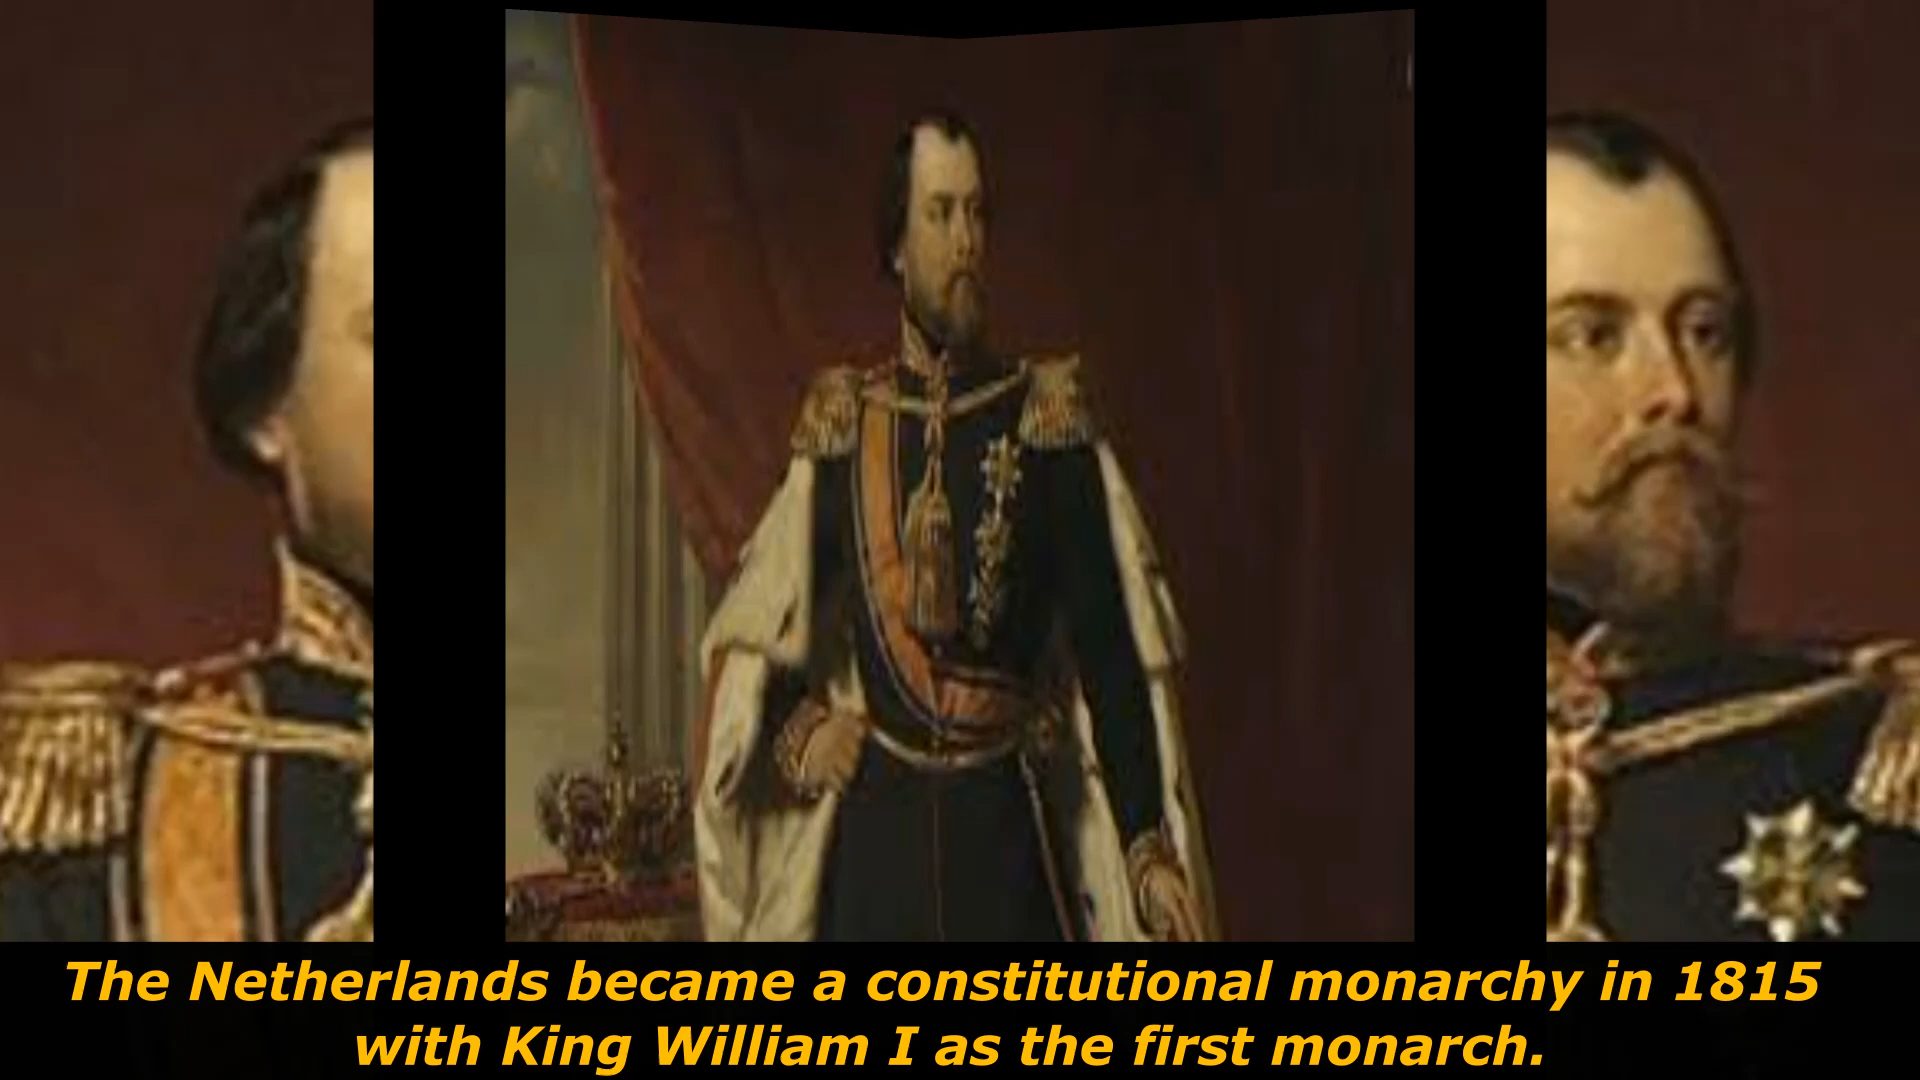 The Netherlands became a constitutional monarchy in 1815
with King William I as the first monarch.